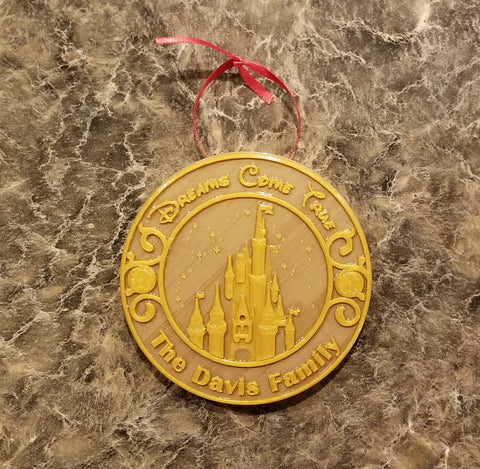 Dreams Come True
The Davis Family